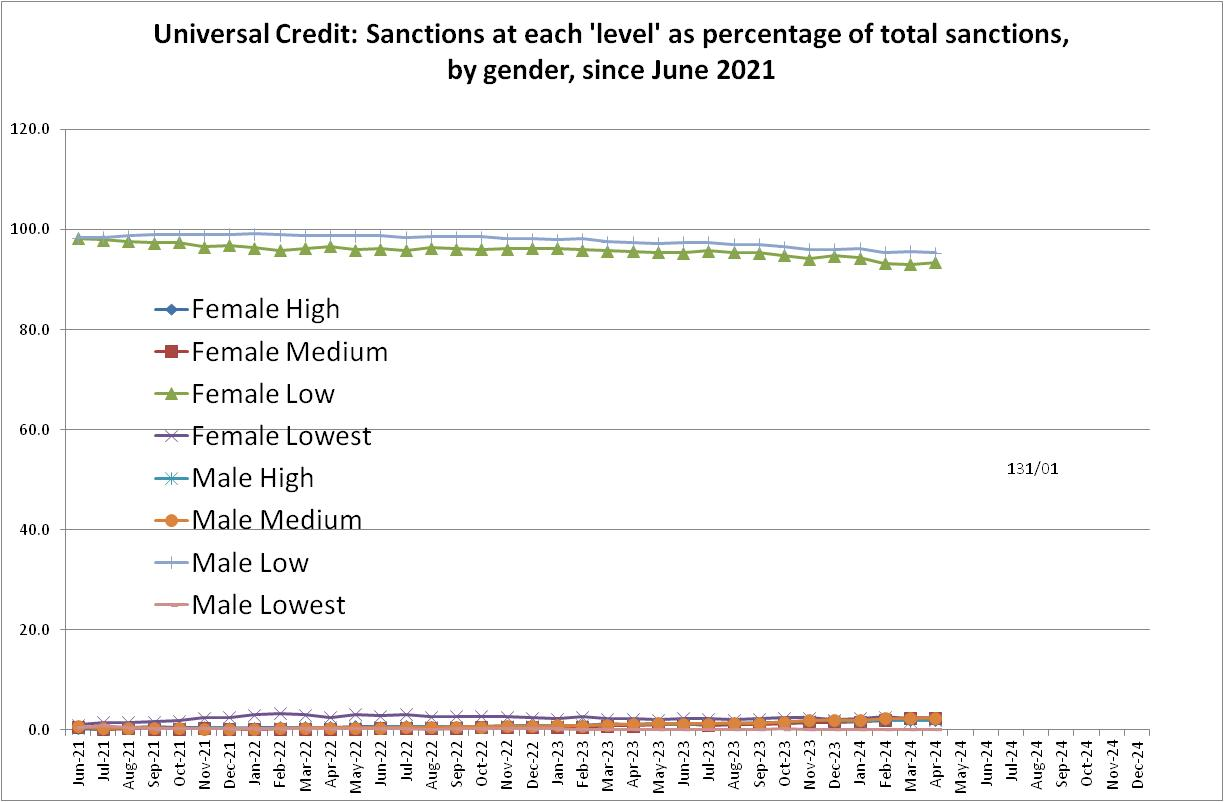 Universal Credit: Sanctions at each 'level' as percentage of total sanctions,
by gender, since June 2021
120.0
100.0
80.0
60.0
40.0
20.0
0.0
Female High
Female Medium
Female Low
Female Lowest
Male High
Male Medium
Male Low
Male Lowest
131/01
Jun-21
Jul-21
Aug-21
Sep-21
Oct-21
Nov-21
Dec-21
Jan-22
Feb-22
Mar-22
Apr-22
May-22
Jun-22
Jul-22
Aug-22
Sep-22
Oct-22
Nov-22
Dec-22
Jan-23
Feb-23
Mar-23
Apr-23
May-23
Jun-23
Jul-23
Aug-23
Sep-23
Oct-23
Nov-23
Dec-23
Jan-24
Feb-24
Mar-24
Apr-24
May-24
Jun-24
Jul-24
Aug-24
Sep-24
Oct-24
Nov-24
Dec-24